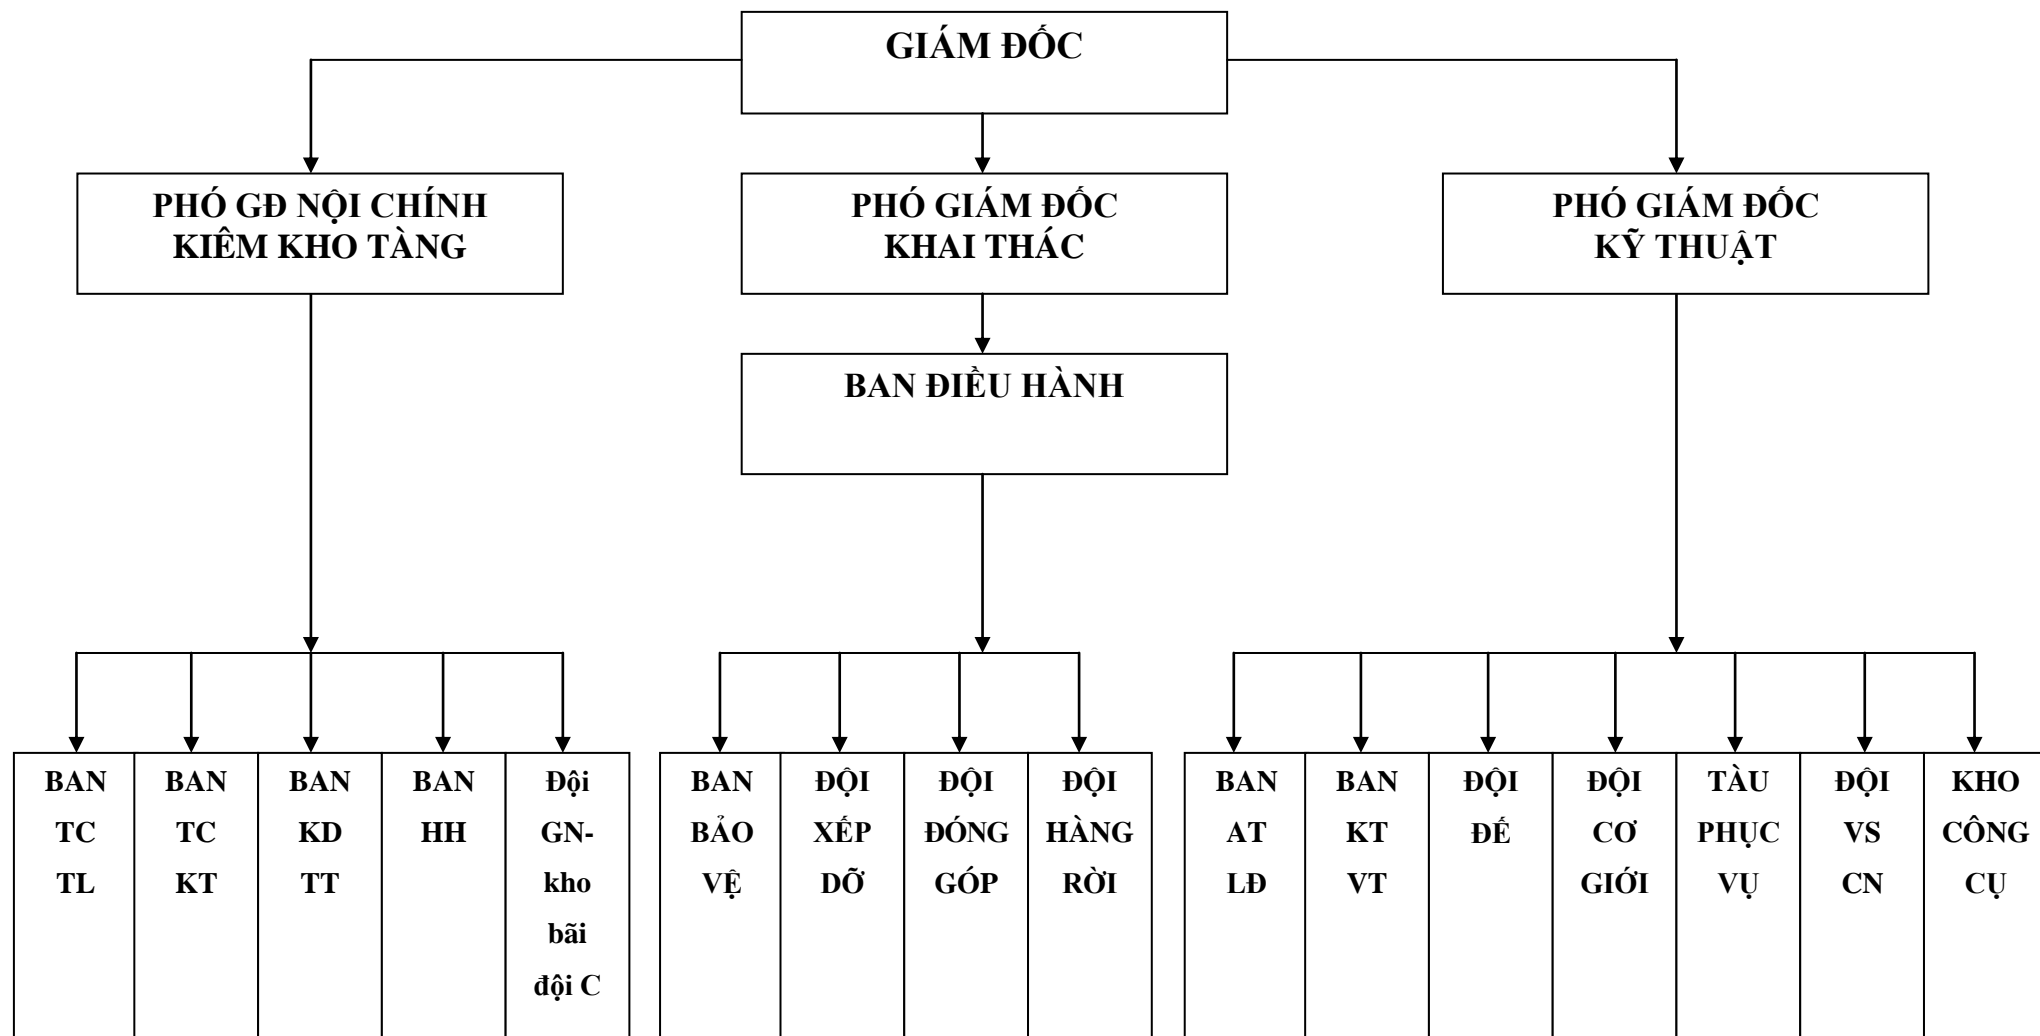 GIÁM ĐỐC
PHÓ GĐ NỘI CHÍNH
KIÊM KHO TÀNG
PHÓ GIÁM ĐỐC
KHAI THÁC
PHÓ GIÁM ĐỐC
KỸ THUẬT
BAN ĐIỀU HÀNH
BAN
TC
TL
BAN
TC
KT
BAN
KD
TT
BAN
HH
Đội
GN-
kho
bãi
đội C
BAN
BẢO
VỆ
ĐỘI
XẾP
DỠ
ĐỘI
ĐÓNG
GÓP
ĐỘI
HÀNG
RỜI
BAN
AT
LĐ
BAN
KT
VT
ĐỘI
ĐẾ
ĐỘI
CƠ
GIỚI
TÀU
PHỤC
VỤ
ĐỘI
VS
CN
KHO
CÔNG
CỤ